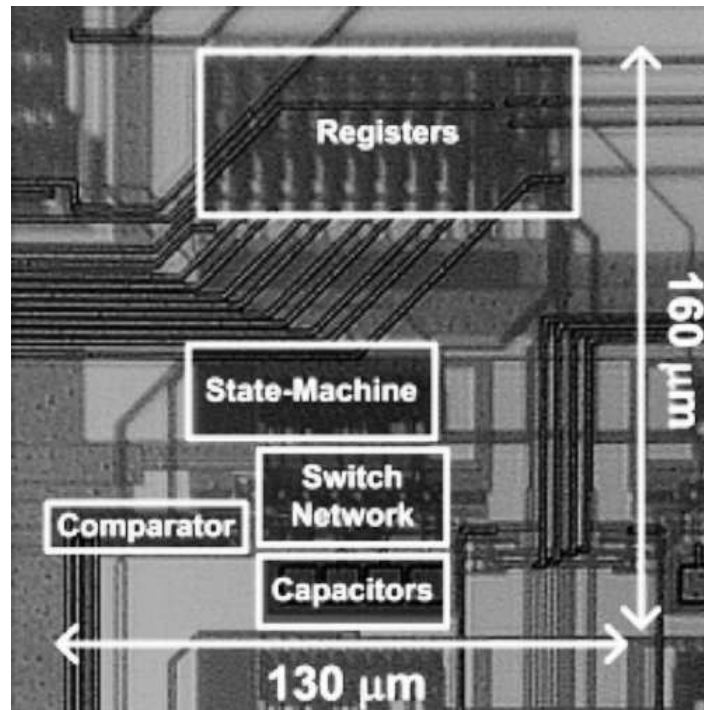 Registers
160 μm
State-Machine
Switch
Network
Comparator
Capacitors
130 μm